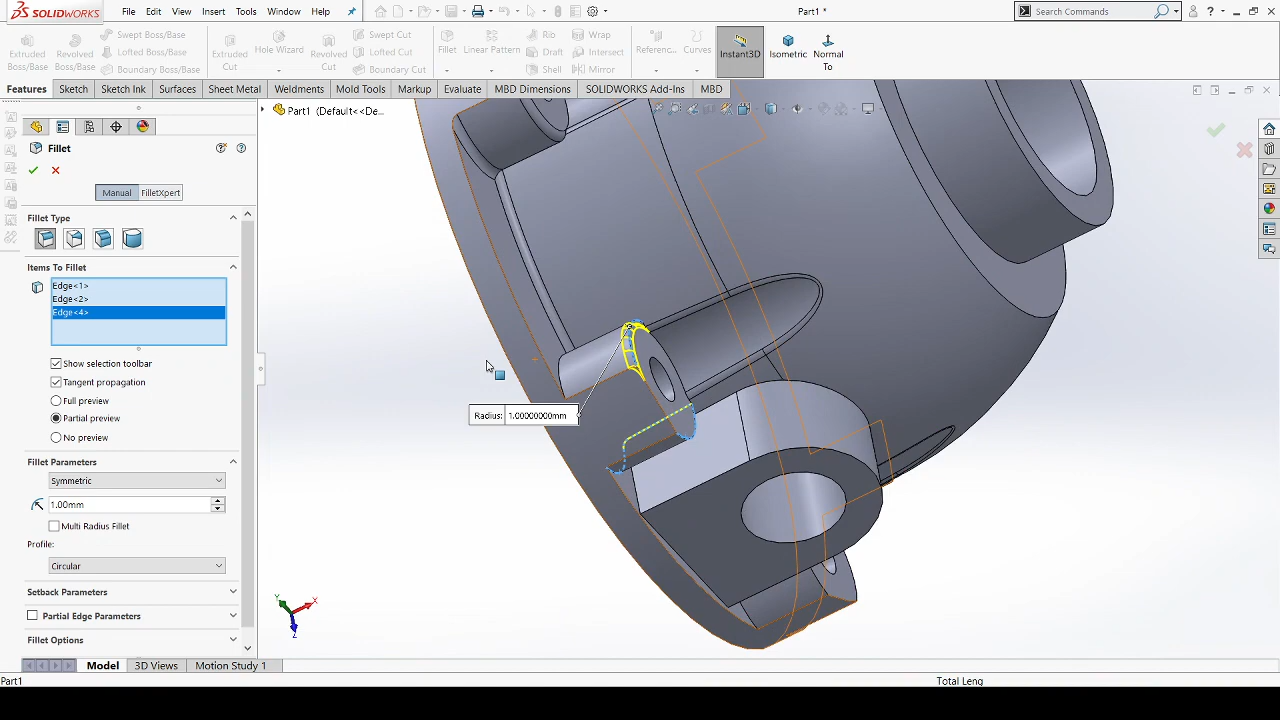 SOLIDWORKS
File Edit View Insert Tools Window Help
Part1 *
Search Commands
Extruded Boss/Base
Revolved Boss/Base
Swept Boss/Base
Lofted Boss/Base
Boundary Boss/Base
Extruded Cut
Hole Wizard
Revolved Cut
Swept Cut
Lofted Cut
Boundary Cut
Fillet
Linear Pattern
Rib
Draft
Shell
Wrap
Intersect
Mirror
Referenc...
Curves
Instant3D
Isometric
Normal To
Features Sketch Sketch Ink Surfaces Sheet Metal Weldments Mold Tools Markup Evaluate MBD Dimensions SOLIDWORKS Add-Ins MBD
Part1 (Default<<De...
Fillet
Manual FilletXpert
Fillet Type
Items To Fillet
Edge<1>
Edge<2>
Edge<4>
Show selection toolbar
Tangent propagation
Full preview
Partial preview
No preview
Fillet Parameters
Symmetric
1.00mm
Multi Radius Fillet
Profile:
Circular
Setback Parameters
Partial Edge Parameters
Fillet Options
Radius: 1.00000000mm
Y
X
Z
Model 3D Views Motion Study 1
Part1
Total Leng